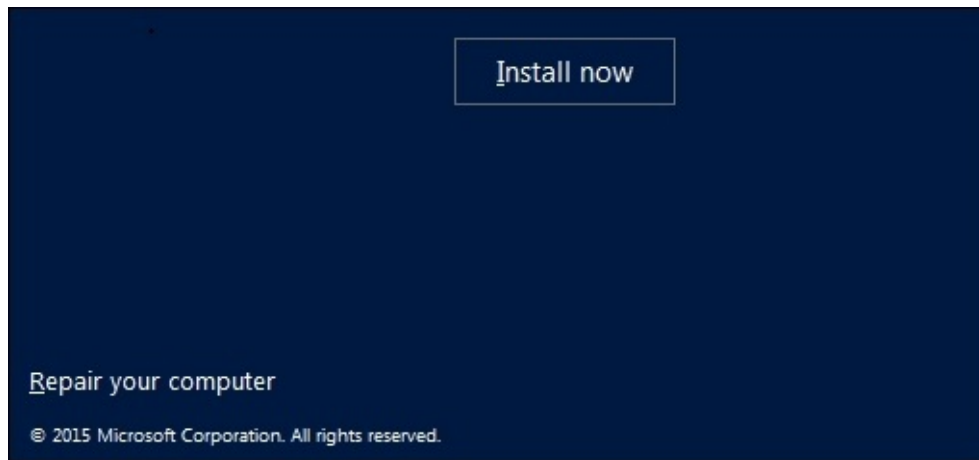 Install now
Repair your computer
© 2015 Microsoft Corporation. All rights reserved.